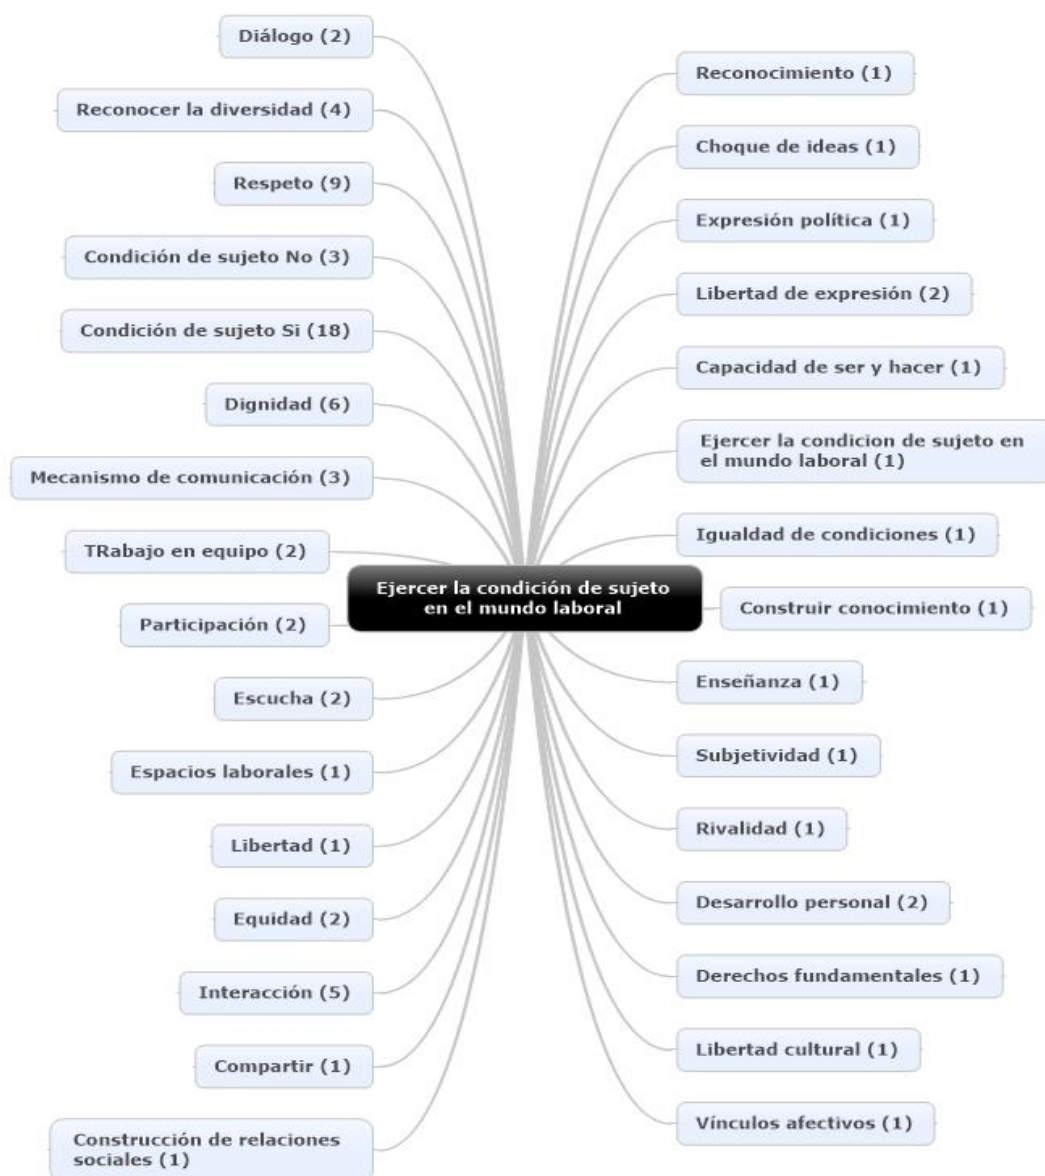 Diálogo (2)
Reconocer la diversidad (4)
Respeto (9)
Condición de sujeto No (3)
Condición de sujeto Si (18)
Dignidad (6)
Mecanismo de comunicación (3)
TRabajo en equipo (2)
Participación (2)
Escucha (2)
Espacios laborales (1)
Libertad (1)
Equidad (2)
Interacción (5)
Compartir (1)
Construcción de relaciones
sociales (1)
Ejercer la condición de sujeto
en el mundo laboral
Reconocimiento (1)
Choque de ideas (1)
Expresión política (1)
Libertad de expresión (2)
Capacidad de ser y hacer (1)
Ejercer la condicion de sujeto en
el mundo laboral (1)
Igualdad de condiciones (1)
Construir conocimiento (1)
Enseñanza (1)
Subjetividad (1)
Rivalidad (1)
Desarrollo personal (2)
Derechos fundamentales (1)
Libertad cultural (1)
Vínculos afectivos (1)